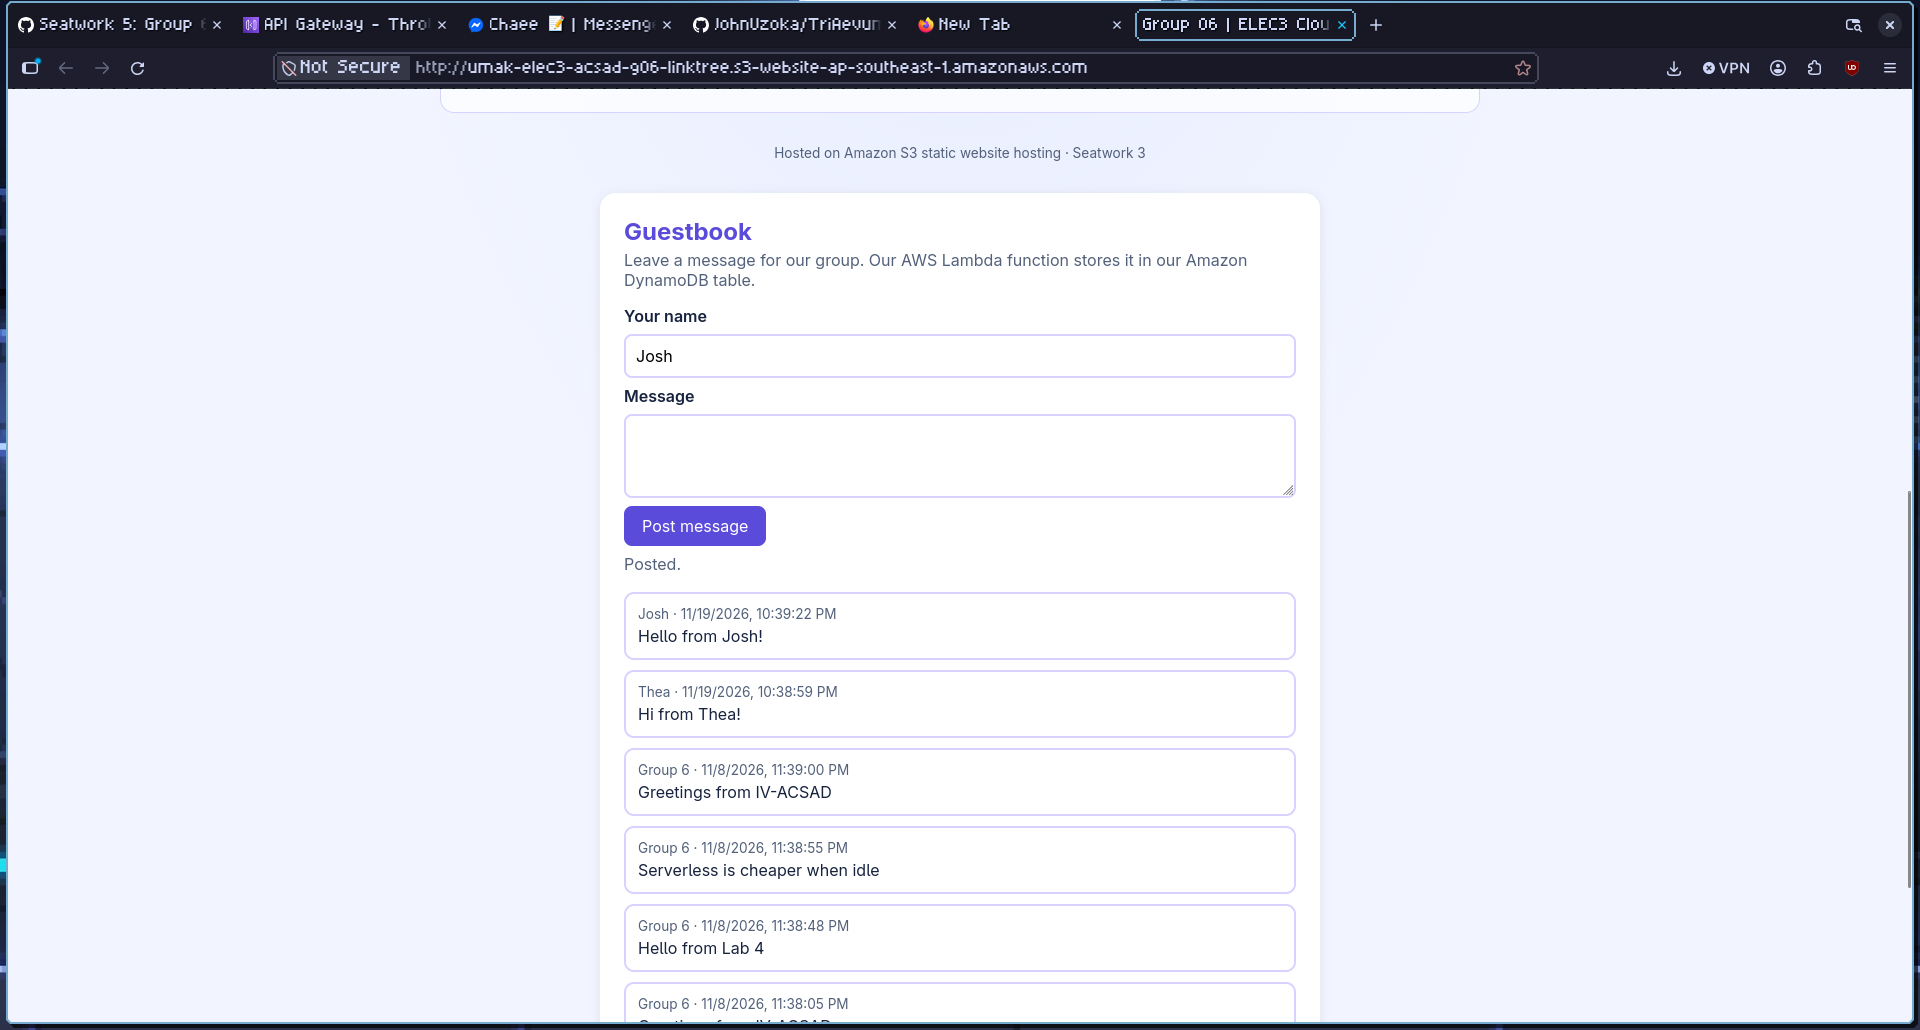 Seatwork 5: Group
API Gateway - Thro
Chaee 📝 | Messeng
JohnUzoka/TriAevum
New Tab
Group 06 | ELEC3 Clou
Not Secure
http://umak-elec3-acsad-g06-linktree.s3-website-ap-southeast-1.amazonaws.com
VPN
Hosted on Amazon S3 static website hosting · Seatwork 3
Guestbook
Leave a message for our group. Our AWS Lambda function stores it in our Amazon
DynamoDB table.
Your name
Josh
Message
Post message
Posted.
Josh · 11/19/2026, 10:39:22 PM
Hello from Josh!
Thea · 11/19/2026, 10:38:59 PM
Hi from Thea!
Group 6 · 11/8/2026, 11:39:00 PM
Greetings from IV-ACSAD
Group 6 · 11/8/2026, 11:38:55 PM
Serverless is cheaper when idle
Group 6 · 11/8/2026, 11:38:48 PM
Hello from Lab 4
Group 6 · 11/8/2026, 11:38:05 PM